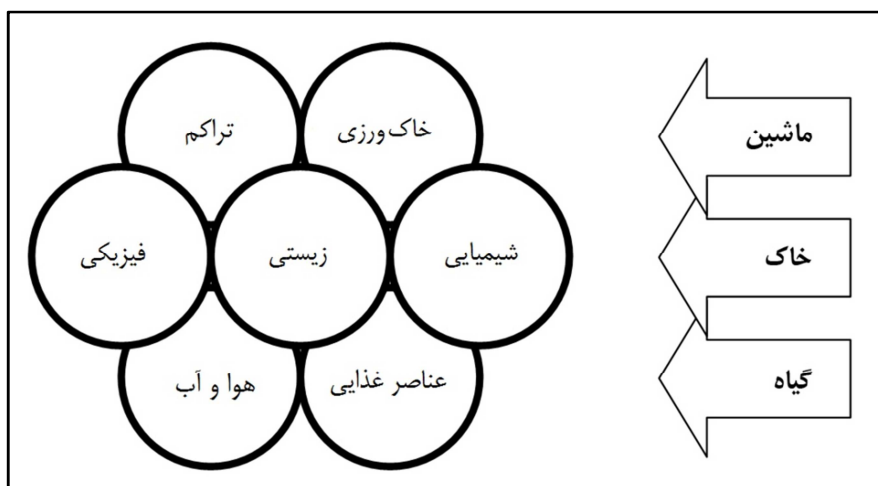 ماشین
خاک‌ورزی
تراکم
خاک
شیمیایی
زیستی
فیزیکی
گیاه
عناصر غذایی
هوا و آب